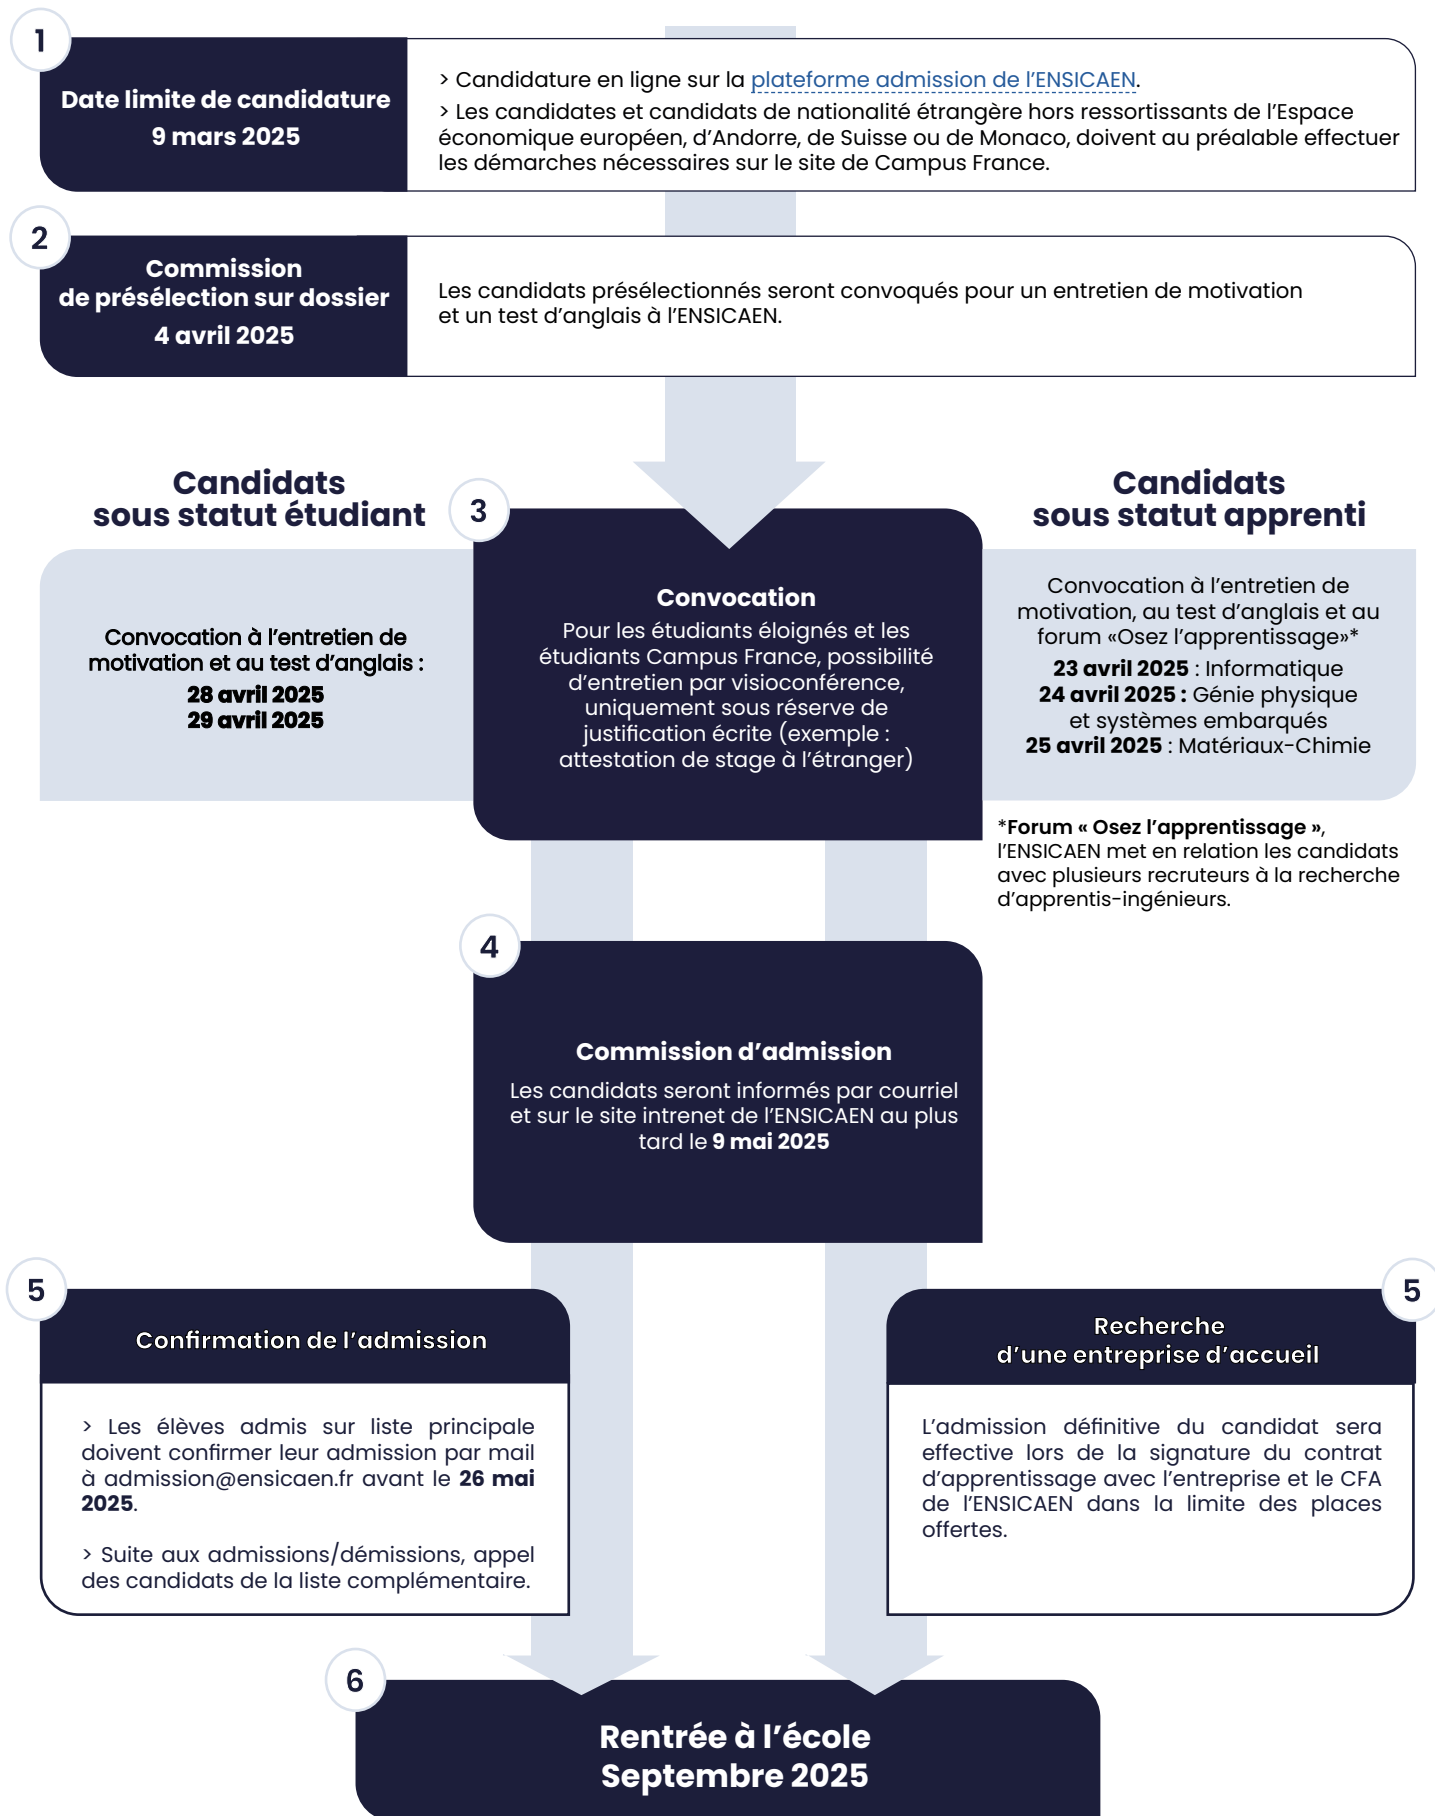 1
Date limite de candidature
9 mars 2025
> Candidature en ligne sur la plateforme admission de l’ENSICAEN.
> Les candidates et candidats de nationalité étrangère hors ressortissants de l’Espace
économique européen, d’Andorre, de Suisse ou de Monaco, doivent au préalable effectuer
les démarches nécessaires sur le site de Campus France.
2
Commission
de présélection sur dossier
4 avril 2025
Les candidats présélectionnés seront convoqués pour un entretien de motivation
et un test d’anglais à l’ENSICAEN.
Candidats
sous statut étudiant
Convocation à l’entretien de
motivation et au test d’anglais :
28 avril 2025
29 avril 2025
3
Convocation
Pour les étudiants éloignés et les
étudiants Campus France, possibilité
d’entretien par visioconférence,
uniquement sous réserve de
justification écrite (exemple :
attestation de stage à l’étranger)
Candidats
sous statut apprenti
Convocation à l’entretien de
motivation, au test d’anglais et au
forum «Osez l’apprentissage»*
23 avril 2025 : Informatique
24 avril 2025 : Génie physique
et systèmes embarqués
25 avril 2025 : Matériaux-Chimie
*Forum « Osez l’apprentissage »,
l’ENSICAEN met en relation les candidats
avec plusieurs recruteurs à la recherche
d’apprentis-ingénieurs.
4
Commission d’admission
Les candidats seront informés par courriel
et sur le site intrenet de l’ENSICAEN au plus
tard le 9 mai 2025
5
Confirmation de l’admission
> Les élèves admis sur liste principale
doivent confirmer leur admission par mail
à admission@ensicaen.fr avant le 26 mai
2025.
> Suite aux admissions/démissions, appel
des candidats de la liste complémentaire.
5
Recherche
d’une entreprise d’accueil
L’admission définitive du candidat sera
effective lors de la signature du contrat
d’apprentissage avec l’entreprise et le CFA
de l’ENSICAEN dans la limite des places
offertes.
6
Rentrée à l’école
Septembre 2025